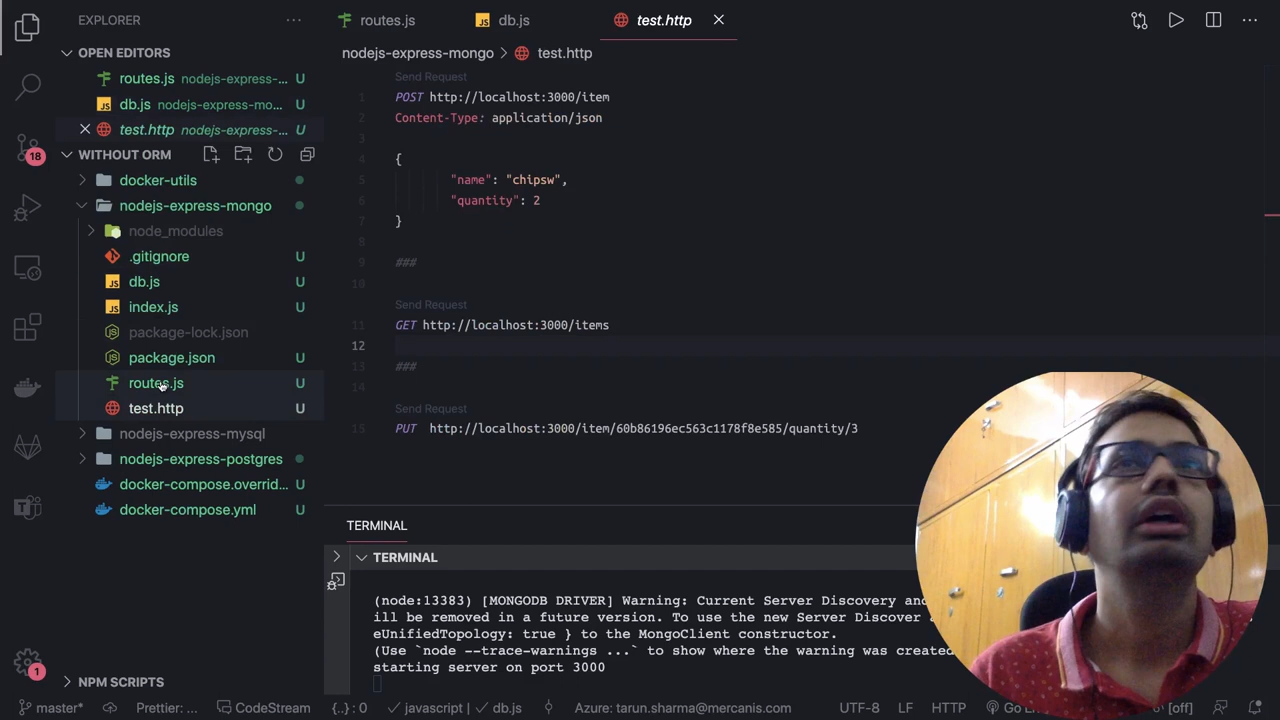 EXPLORER
OPEN EDITORS
routes.js nodejs-express-... U
db.js nodejs-express-mo... U
test.http nodejs-express-... U
WITHOUT ORM
docker-utils
nodejs-express-mongo
node_modules
.gitignore U
db.js U
index.js U
package-lock.json
package.json U
routes.js U
test.http U
nodejs-express-mysql
nodejs-express-postgres
docker-compose.overrid... U
docker-compose.yml U
NPM SCRIPTS
18
1
routes.js
db.js
test.http
nodejs-express-mongo > test.http
Send Request
1 POST http://localhost:3000/item
2 Content-Type: application/json
3
4 {
5 "name": "chipsw",
6 "quantity": 2
7 }
8
9 ###
10
Send Request
11 GET http://localhost:3000/items
12
13 ###
14
Send Request
15 PUT http://localhost:3000/item/60b86196ec563c1178f8e585/quantity/3
TERMINAL
TERMINAL
(node:13383) [MONGODB DRIVER] Warning: Current Server Discovery and
ill be removed in a future version. To use the new Server Discover a
eUnifiedTopology: true } to the MongoClient constructor.
(Use `node --trace-warnings ...` to show where the warning was created
starting server on port 3000
master* Prettier: ... CodeStream {..} : 0 javascript | db.js Azure: tarun.sharma@mercanis.com UTF-8 LF HTTP Go Li [off]